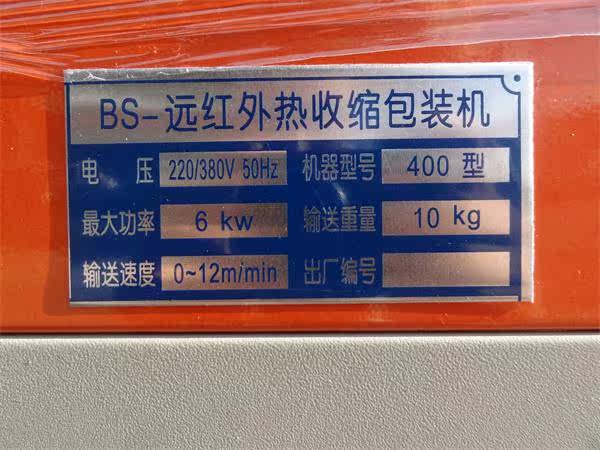 BS-远红外热收缩包装机
电 压 220/380V 50Hz 机器型号 400 型
最大功率 6 kw 输送重量 10 kg
输送速度 0~12m/min 出厂编号